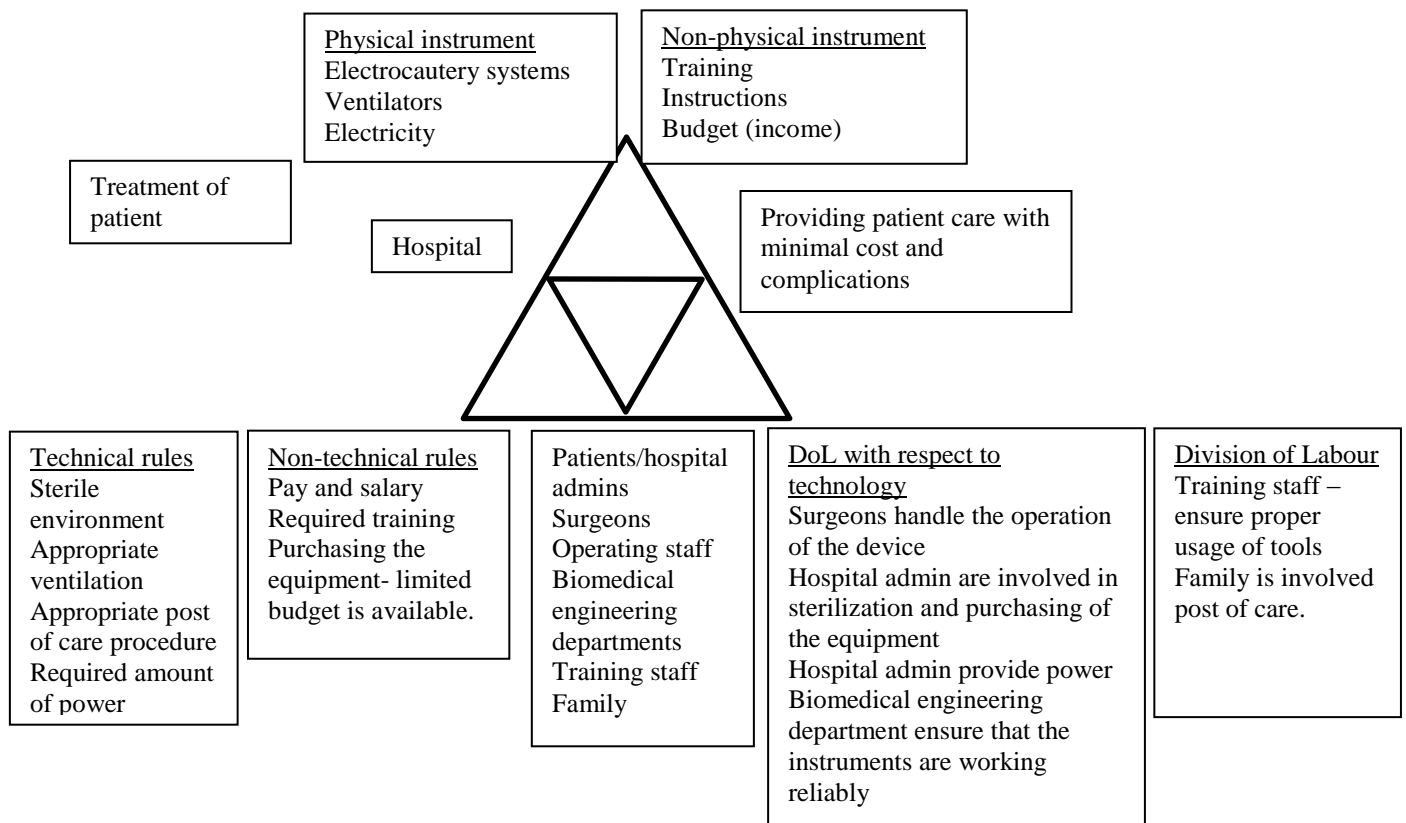 Physical instrument
Electrocautery systems
Ventilators
Electricity
Non-physical instrument
Training
Instructions
Budget (income)
Treatment of
patient
Hospital
Providing patient care with
minimal cost and
complications
Technical rules
Sterile
environment
Appropriate
ventilation
Appropriate post
of care procedure
Required amount
of power
Non-technical rules
Pay and salary
Required training
Purchasing the
equipment- limited
budget is available.
Patients/hospital
admins
Surgeons
Operating staff
Biomedical
engineering
departments
Training staff
Family
DoL with respect to
technology
Surgeons handle the operation
of the device
Hospital admin are involved in
sterilization and purchasing of
the equipment
Hospital admin provide power
Biomedical engineering
department ensure that the
instruments are working
reliably
Division of Labour
Training staff –
ensure proper
usage of tools
Family is involved
post of care.